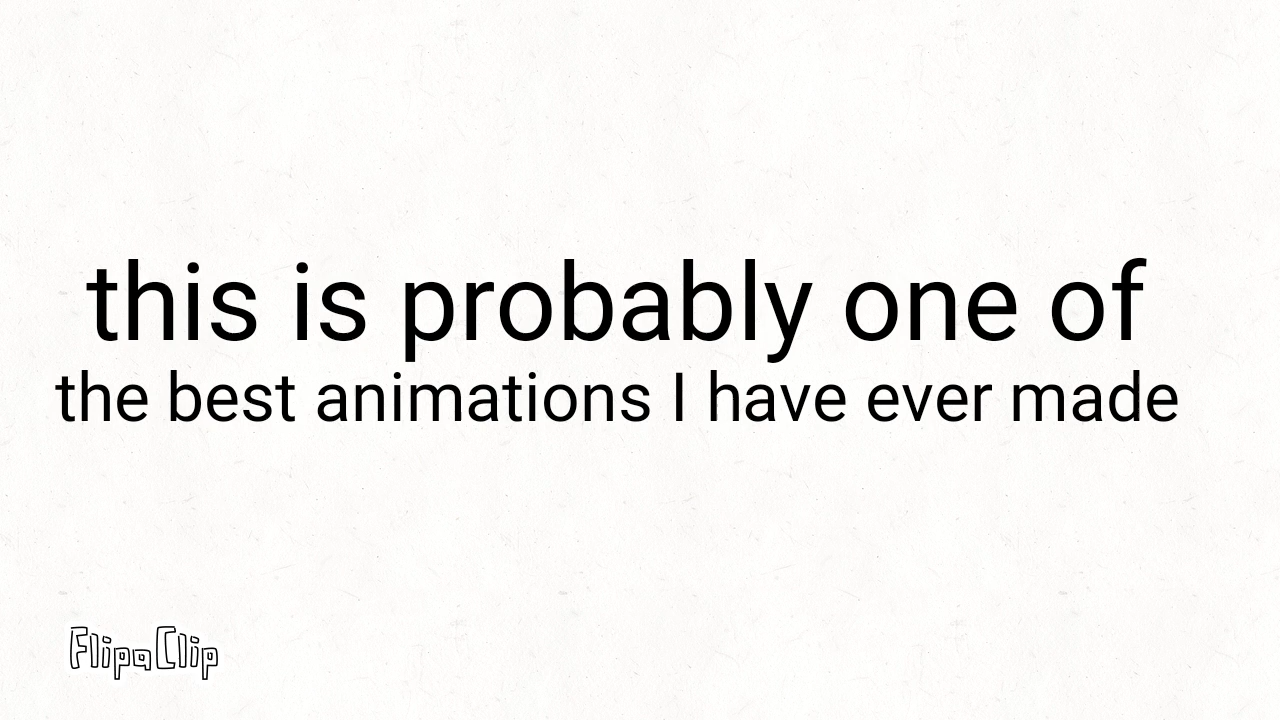 this is probably one of
the best animations I have ever made
FlipaClip